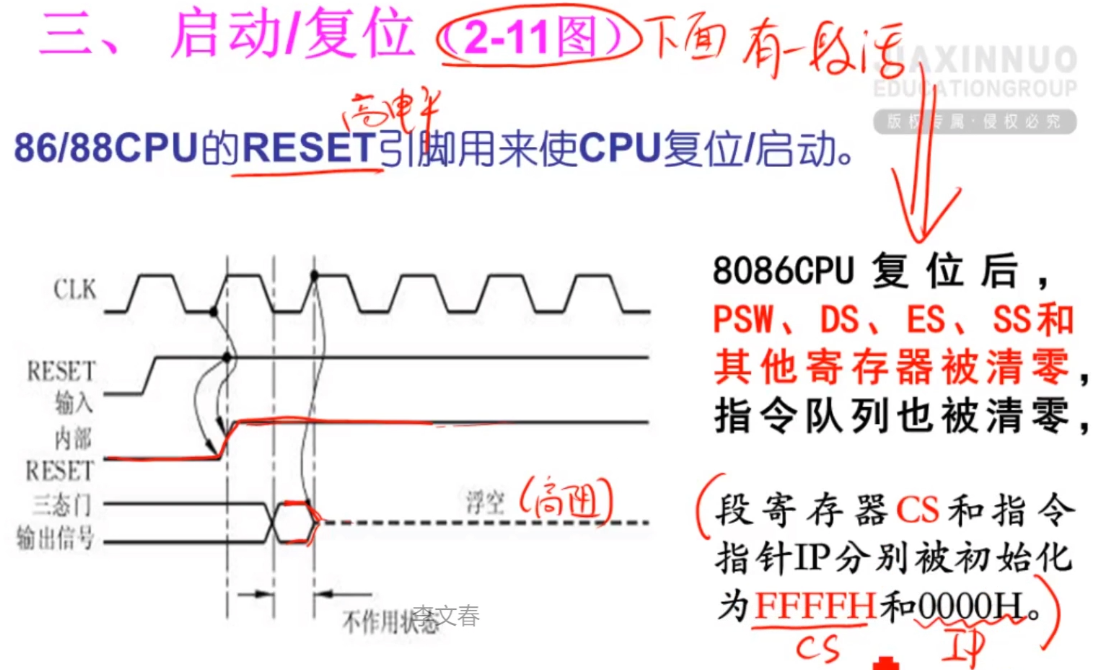 三、 启动/复位 (2-11图) 下面有一段话
JIAXINNUO
EDUCATIONGROUP
版权专属·侵权必究
高电平
86/88CPU的RESET引脚用来使CPU复位/启动。
CLK
RESET
输入
内部
RESET
三态门
输出信号
浮空 (高阻)
不作用状态
李文春
8086CPU复位后，
PSW、DS、ES、SS和
其他寄存器被清零，
指令队列也被清零，
(段寄存器CS和指令
指针IP分别被初始化
为FFFFH和0000H。)
CS IP